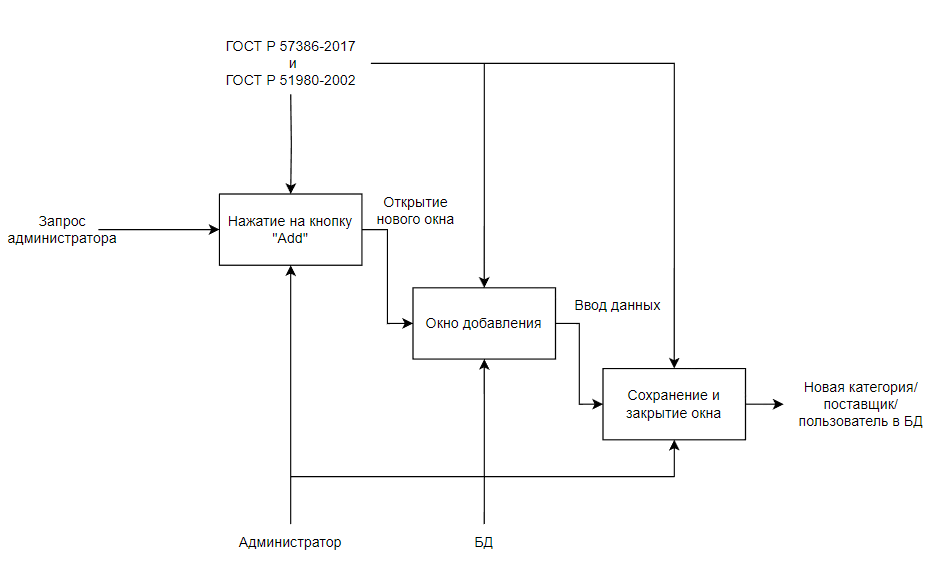 ГОСТ Р 57386-2017
и
ГОСТ Р 51980-2002
Запрос
администратора
Нажатие на кнопку
"Add"
Открытие
нового окна
Окно добавления
Ввод данных
Сохранение и
закрытие окна
Новая категория/
поставщик/
пользователь в БД
Администратор
БД